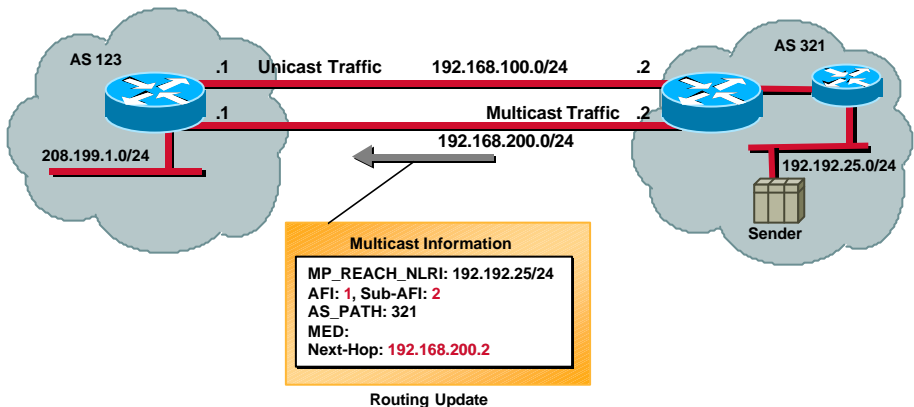 AS 123
AS 321
.1 Unicast Traffic 192.168.100.0/24 .2
.1 Multicast Traffic .2
192.168.200.0/24
208.199.1.0/24
192.192.25.0/24
Sender
Multicast Information
MP_REACH_NLRI: 192.192.25/24
AFI: 1, Sub-AFI: 2
AS_PATH: 321
MED:
Next-Hop: 192.168.200.2
Routing Update